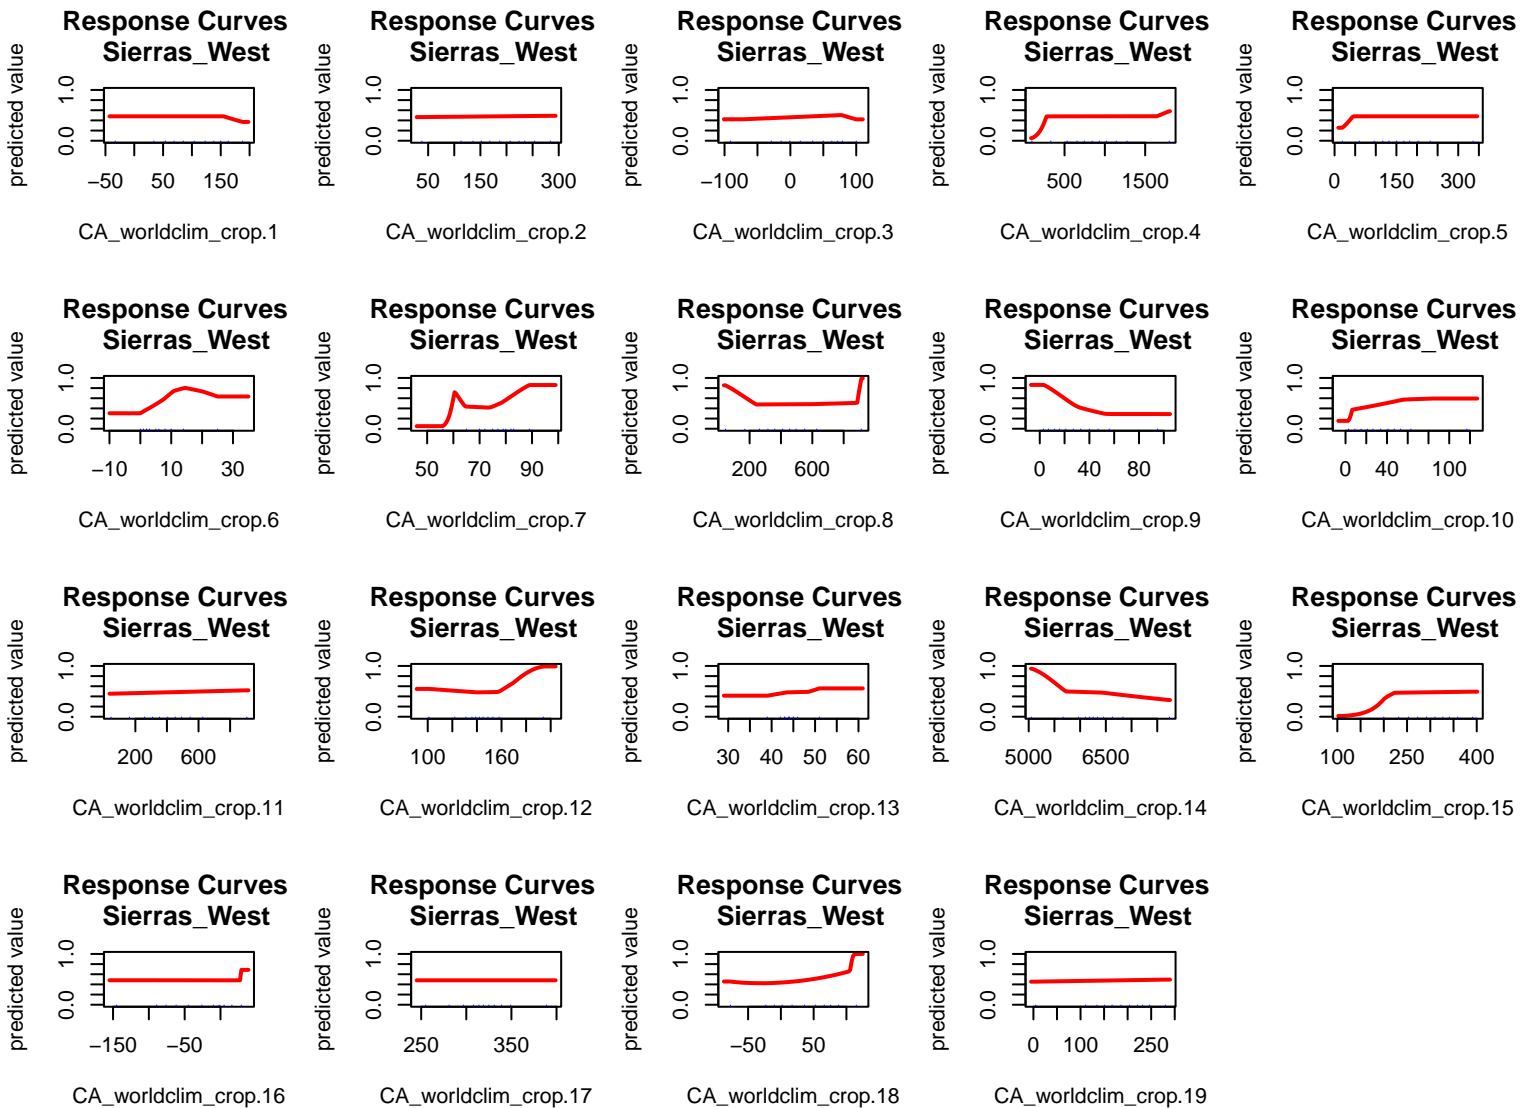 Response Curves
Sierras_West
predicted value
0.0 1.0
−50 50 150
CA_worldclim_crop.1
Response Curves
Sierras_West
predicted value
0.0 1.0
50 150 300
CA_worldclim_crop.2
Response Curves
Sierras_West
predicted value
0.0 1.0
−100 0 100
CA_worldclim_crop.3
Response Curves
Sierras_West
predicted value
0.0 1.0
500 1500
CA_worldclim_crop.4
Response Curves
Sierras_West
predicted value
0.0 1.0
0 150 300
CA_worldclim_crop.5
Response Curves
Sierras_West
predicted value
0.0 1.0
−10 10 30
CA_worldclim_crop.6
Response Curves
Sierras_West
predicted value
0.0 1.0
50 70 90
CA_worldclim_crop.7
Response Curves
Sierras_West
predicted value
0.0 1.0
200 600
CA_worldclim_crop.8
Response Curves
Sierras_West
predicted value
0.0 1.0
0 40 80
CA_worldclim_crop.9
Response Curves
Sierras_West
predicted value
0.0 1.0
0 40 100
CA_worldclim_crop.10
Response Curves
Sierras_West
predicted value
0.0 1.0
200 600
CA_worldclim_crop.11
Response Curves
Sierras_West
predicted value
0.0 1.0
100 160
CA_worldclim_crop.12
Response Curves
Sierras_West
predicted value
0.0 1.0
30 40 50 60
CA_worldclim_crop.13
Response Curves
Sierras_West
predicted value
0.0 1.0
5000 6500
CA_worldclim_crop.14
Response Curves
Sierras_West
predicted value
0.0 1.0
100 250 400
CA_worldclim_crop.15
Response Curves
Sierras_West
predicted value
0.0 1.0
−150 −50
CA_worldclim_crop.16
Response Curves
Sierras_West
predicted value
0.0 1.0
250 350
CA_worldclim_crop.17
Response Curves
Sierras_West
predicted value
0.0 1.0
−50 50
CA_worldclim_crop.18
Response Curves
Sierras_West
predicted value
0.0 1.0
0 100 250
CA_worldclim_crop.19